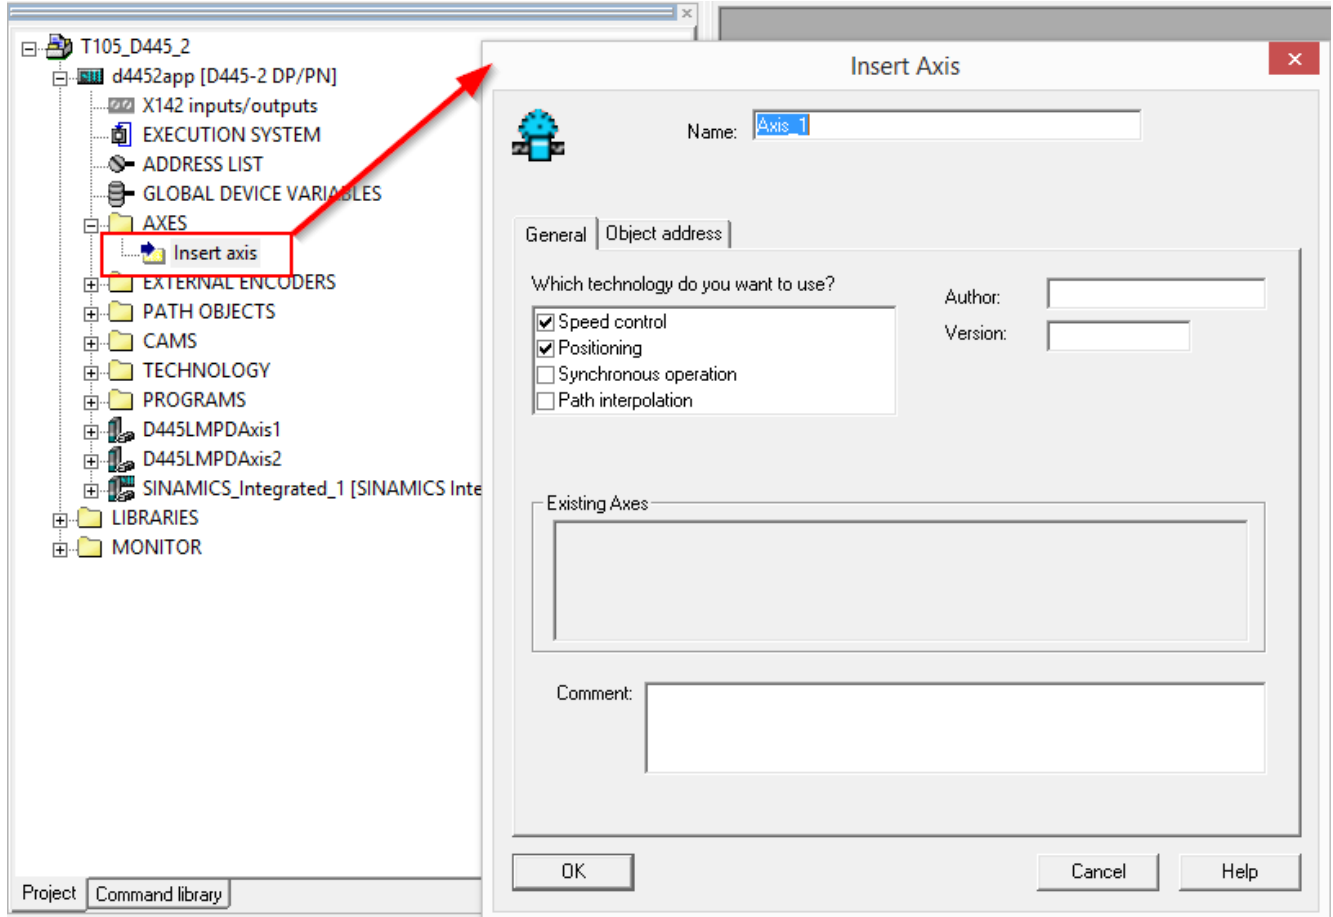 T105_D445_2
d4452app [D445-2 DP/PN]
X142 inputs/outputs
EXECUTION SYSTEM
ADDRESS LIST
GLOBAL DEVICE VARIABLES
AXES
Insert axis
EXTERNAL ENCODERS
PATH OBJECTS
CAMS
TECHNOLOGY
PROGRAMS
D445LMPDAxis1
D445LMPDAxis2
SINAMICS_Integrated_1 [SINAMICS Inte
LIBRARIES
MONITOR
Project Command library
Insert Axis
Name: Axis_1
General Object address
Which technology do you want to use?
Speed control
Positioning
Synchronous operation
Path interpolation
Author:
Version:
Existing Axes
Comment:
OK Cancel Help